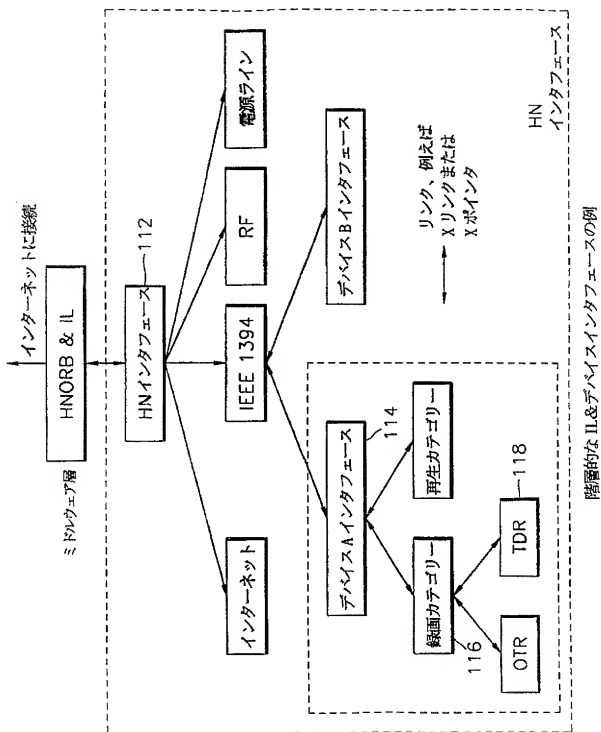 インターネットに接続
HNORB & IL
ミドルウェア層
HNインタフェース
112
インターネット
IEEE 1394
RF
電源ライン
デバイスAインタフェース
114
デバイスBインタフェース
録画カテゴリー
116
再生カテゴリー
OTR
TDR
118
リンク、例えば
Xリンクまたは
Xポインタ
HN
インタフェース
階層的なIL&デバイスインタフェースの例